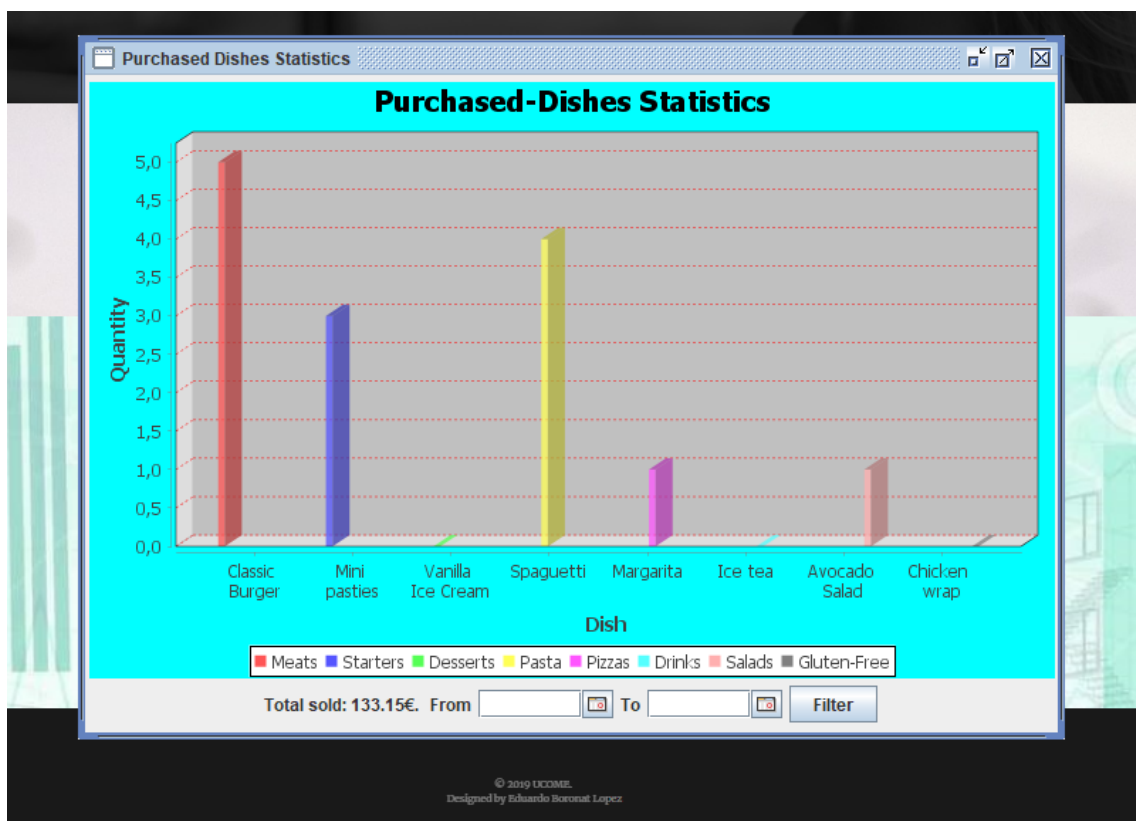 Purchased Dishes Statistics
Purchased-Dishes Statistics
5,0
4,5
4,0
3,5
3,0
2,5
2,0
1,5
1,0
0,5
0,0
Quantity
Classic Burger
Mini pasties
Vanilla Ice Cream
Spaguetti
Margarita
Ice tea
Avocado Salad
Chicken wrap
Dish
Meats Starters Desserts Pasta Pizzas Drinks Salads Gluten-Free
Total sold: 133.15€. From To Filter
© 2019 UCOME.
Designed by Eduardo Boronat Lopez